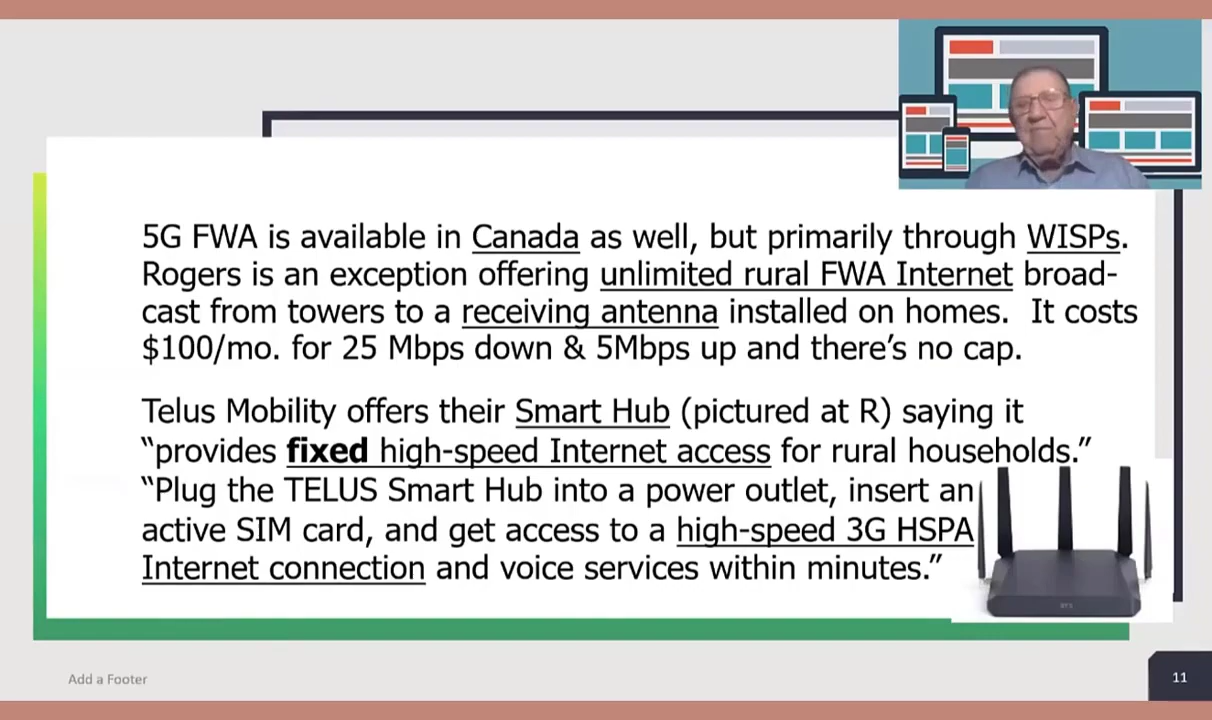 5G FWA is available in Canada as well, but primarily through WISPs.
Rogers is an exception offering unlimited rural FWA Internet broad-
cast from towers to a receiving antenna installed on homes.  It costs
$100/mo. for 25 Mbps down & 5Mbps up and there’s no cap.
Telus Mobility offers their Smart Hub (pictured at R) saying it
“provides fixed high-speed Internet access for rural households.”
“Plug the TELUS Smart Hub into a power outlet, insert an
active SIM card, and get access to a high-speed 3G HSPA
Internet connection and voice services within minutes.”
Add a Footer
11